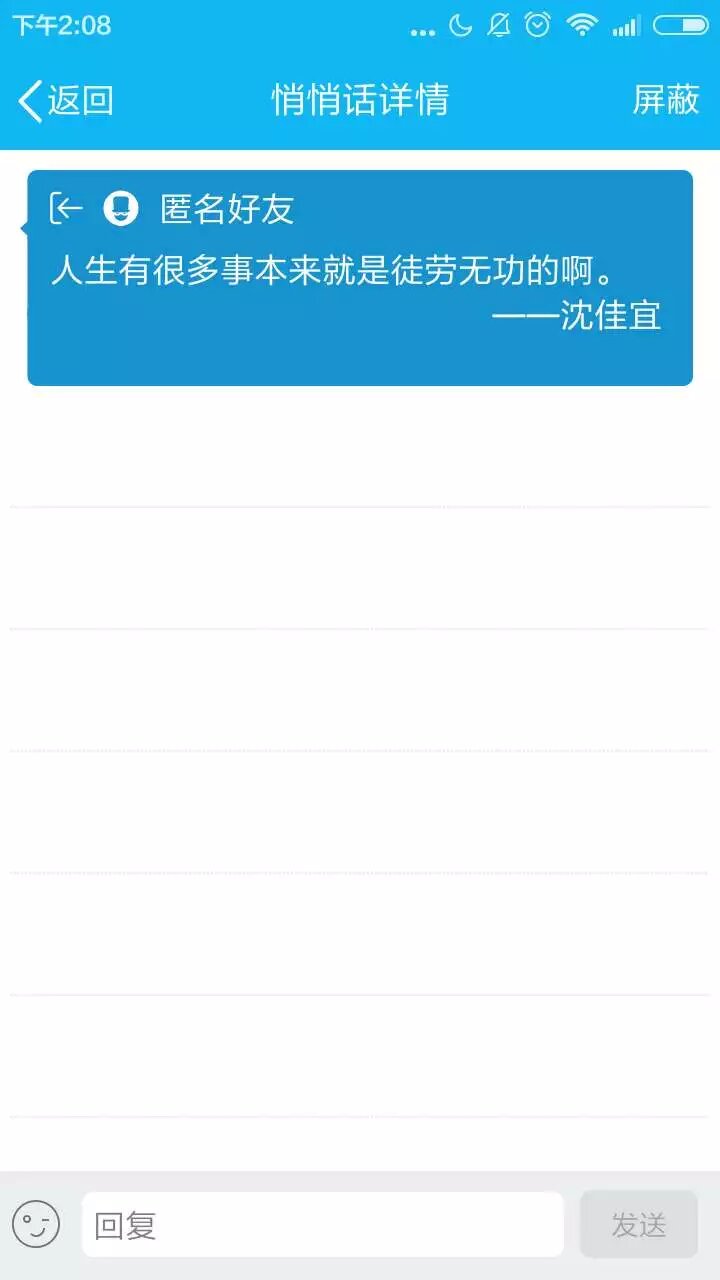 下午2:08
返回 悄悄话详情 屏蔽
匿名好友
人生有很多事本来就是徒劳无功的啊。
——沈佳宜
回复 发送